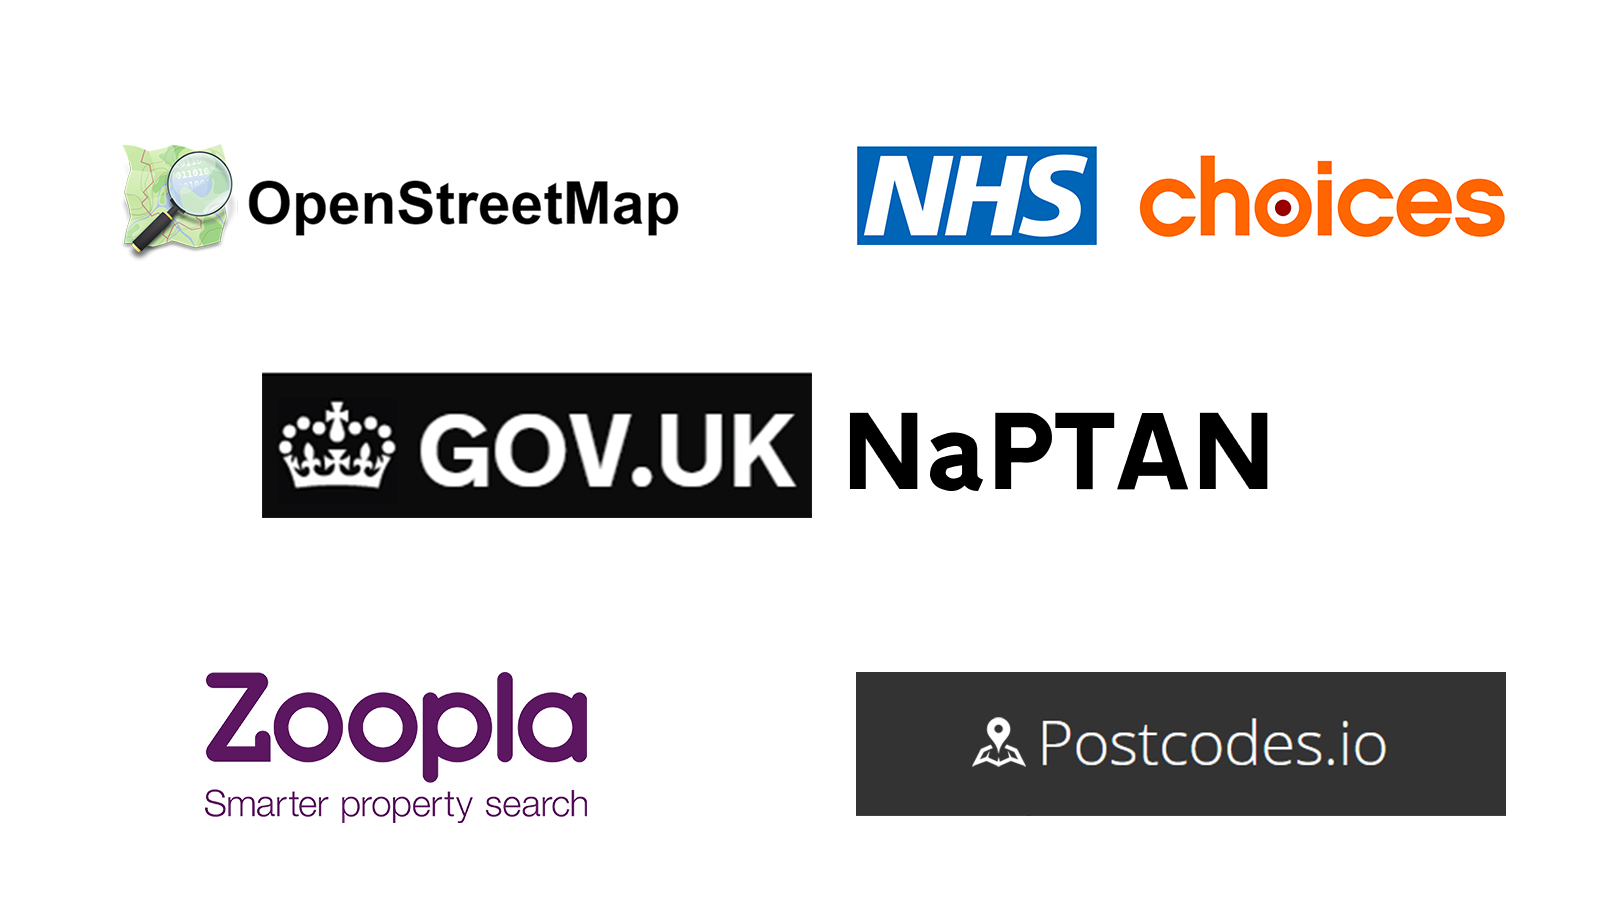 OpenStreetMap
NHS choices
GOV.UK NaPTAN
Zoopla
Smarter property search
Postcodes.io